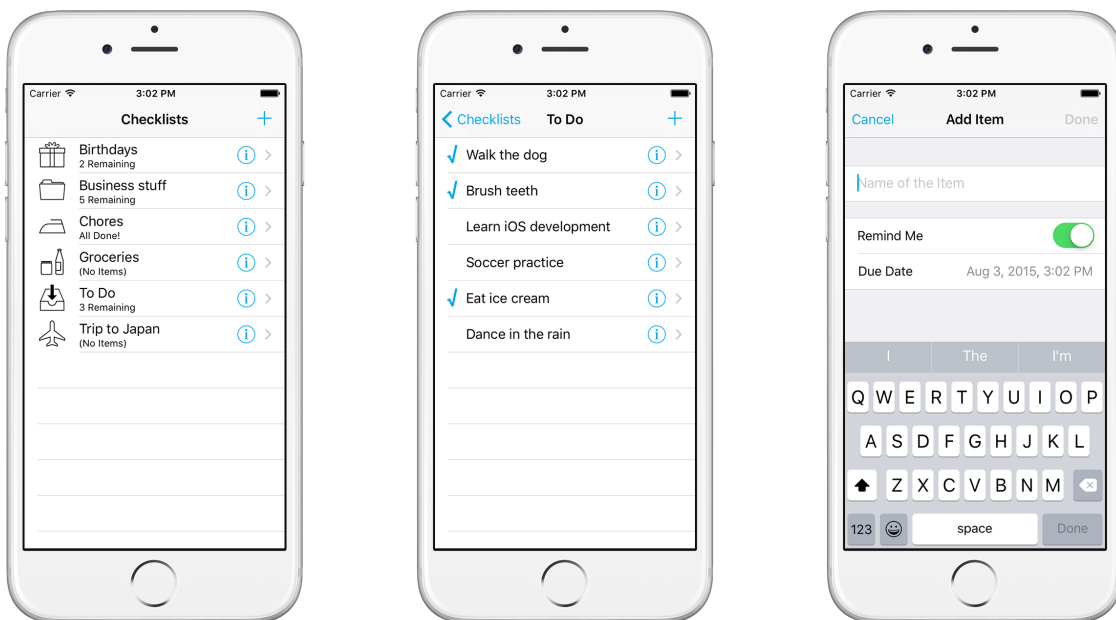 Carrier 3:02 PM
Checklists
Birthdays
2 Remaining
Business stuff
5 Remaining
Chores
All Done!
Groceries
(No Items)
To Do
3 Remaining
Trip to Japan
(No Items)
Carrier 3:02 PM
Checklists To Do
Walk the dog
Brush teeth
Learn iOS development
Soccer practice
Eat ice cream
Dance in the rain
Carrier 3:02 PM
Cancel Add Item Done
Name of the Item
Remind Me
Due Date Aug 3, 2015, 3:02 PM
I The I'm
Q W E R T Y U I O P
A S D F G H J K L
Z X C V B N M
123 space Done